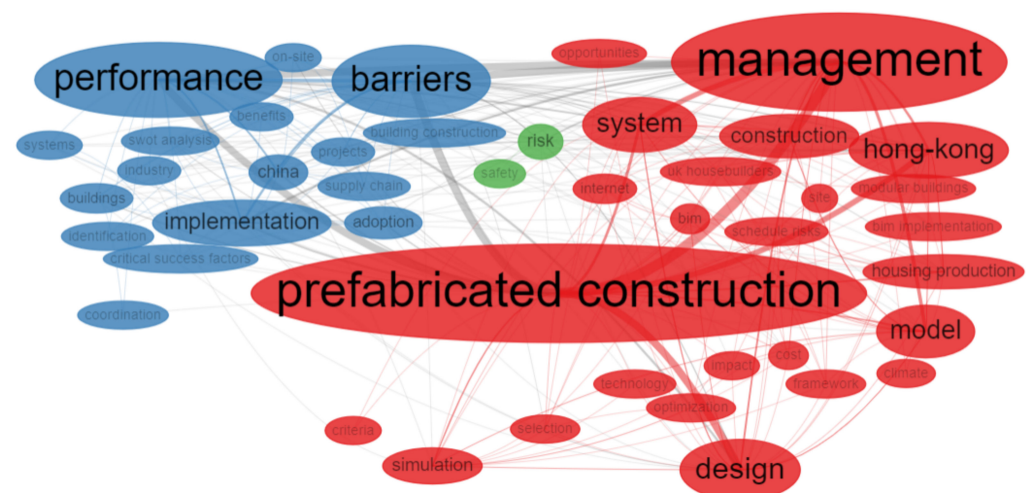 management
opportunities
on-site
performance
barriers
benefits
system
building construction
construction
swot analysis
risk
systems
projects
hong-kong
industry
china
safety
uk housebuilders
supply chain
internet
modular buildings
buildings
site
implementation
adoption
bim
bim implementation
identification
schedule risks
critical success factors
housing production
prefabricated construction
coordination
model
cost
impact
climate
technology
framework
optimization
criteria
selection
simulation
design